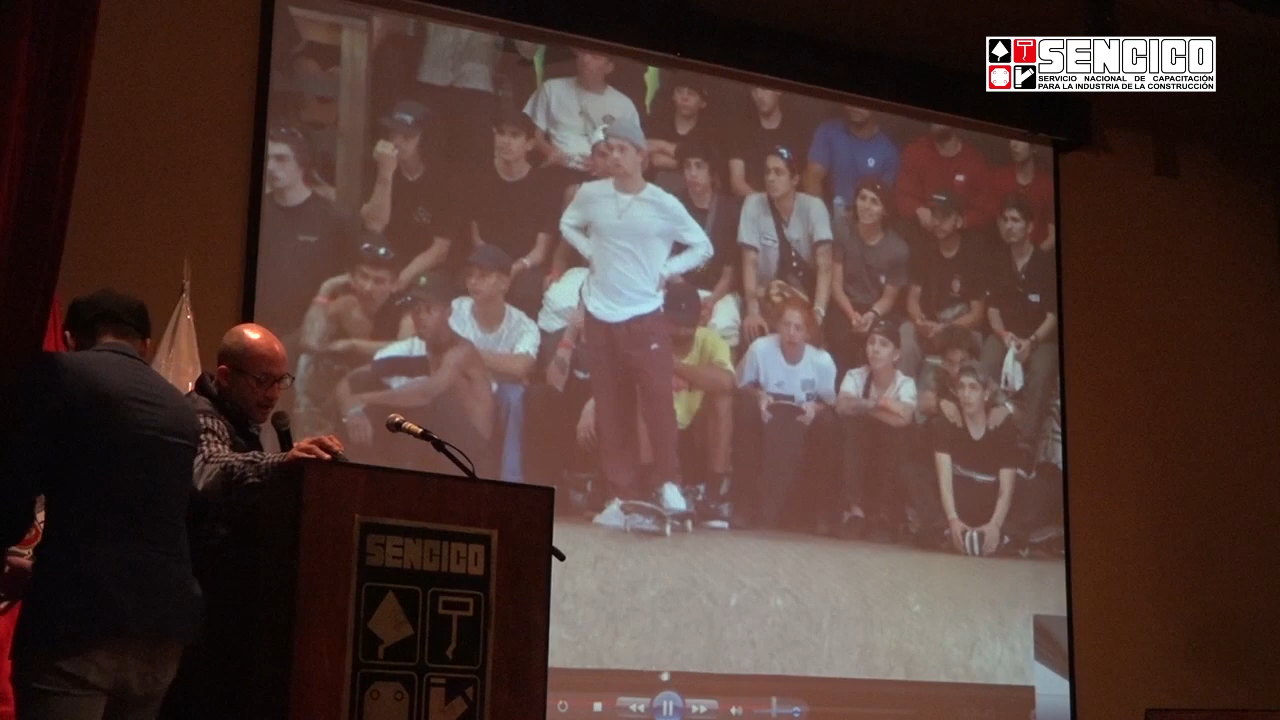 SENCICO
SERVICIO NACIONAL DE CAPACITACIÓN
PARA LA INDUSTRIA DE LA CONSTRUCCIÓN
SENCICO